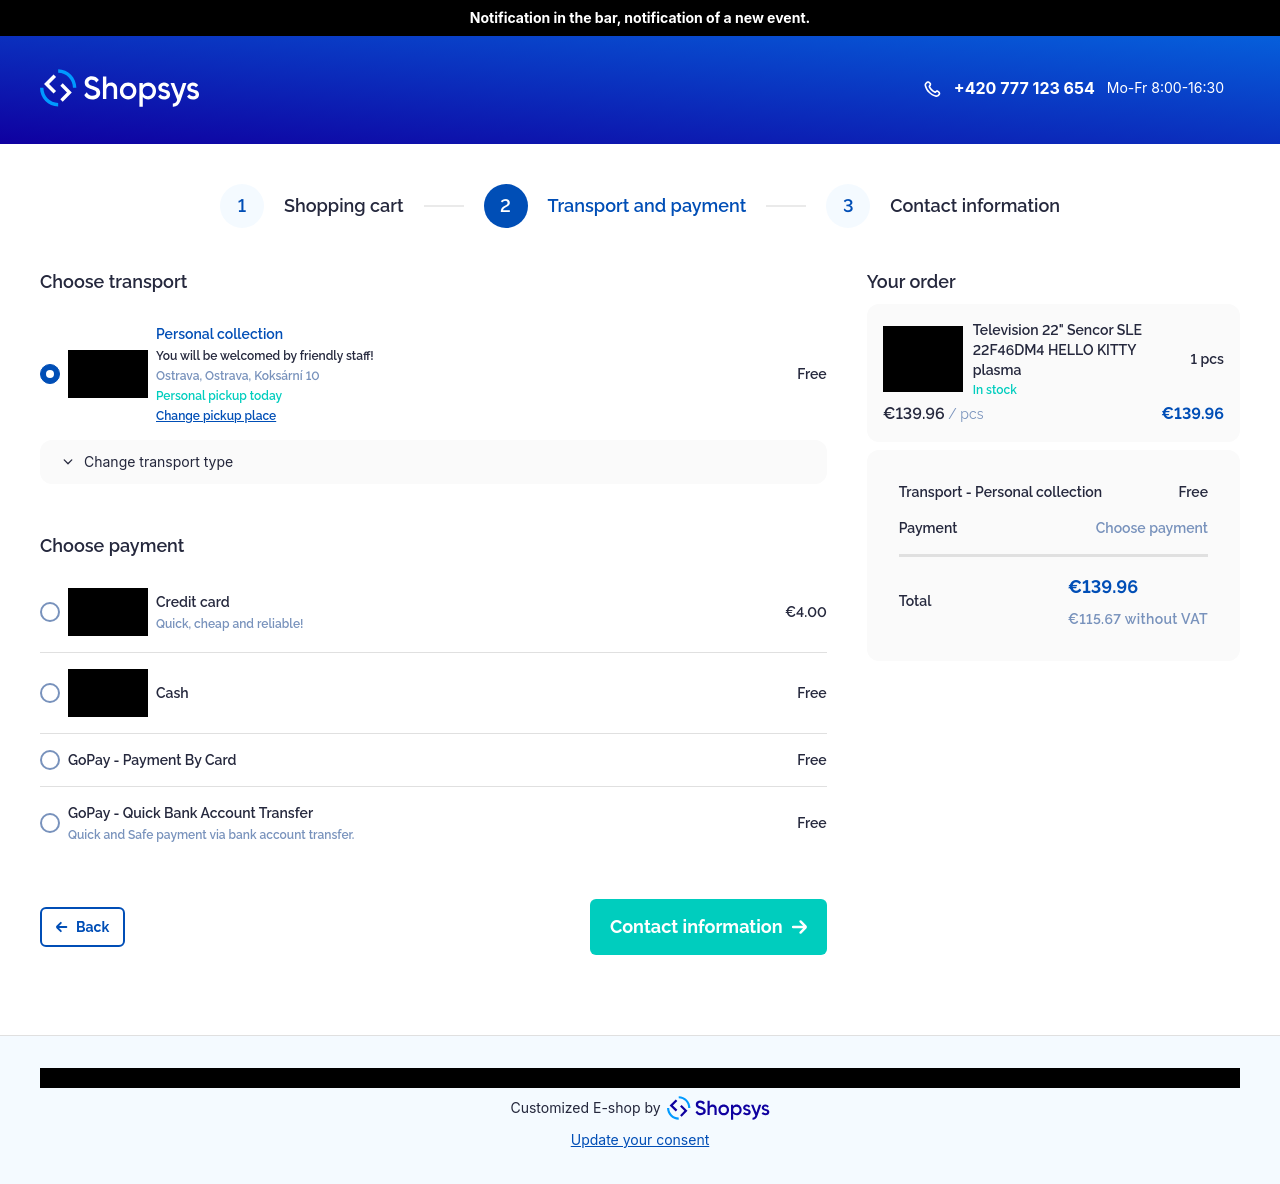 Notification in the bar, notification of a new event.
Shopsys
+420 777 123 654 Mo-Fr 8:00-16:30
1 Shopping cart 2 Transport and payment 3 Contact information
Choose transport
Personal collection
You will be welcomed by friendly staff!
Ostrava, Ostrava, Koksární 10
Personal pickup today
Change pickup place
Free
Change transport type
Choose payment
Credit card
Quick, cheap and reliable!
€4.00
Cash
Free
GoPay - Payment By Card
Free
GoPay - Quick Bank Account Transfer
Quick and Safe payment via bank account transfer.
Free
Back
Contact information
Your order
Television 22" Sencor SLE
22F46DM4 HELLO KITTY
plasma
In stock
1 pcs
€139.96 / pcs
€139.96
Transport - Personal collection Free
Payment Choose payment
Total
€139.96
€115.67 without VAT
Customized E-shop by Shopsys
Update your consent